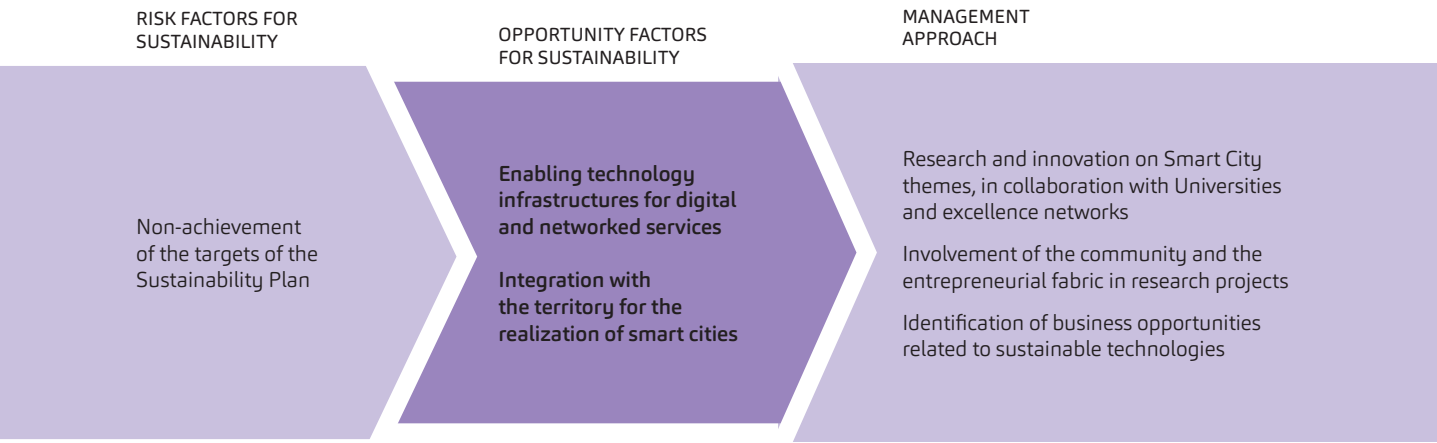 RISK FACTORS FOR
SUSTAINABILITY
Non-achievement
of the targets of the
Sustainability Plan
OPPORTUNITY FACTORS
FOR SUSTAINABILITY
Enabling technology
infrastructures for digital
and networked services
Integration with
the territory for the
realization of smart cities
MANAGEMENT
APPROACH
Research and innovation on Smart City
themes, in collaboration with Universities
and excellence networks
Involvement of the community and the
entrepreneurial fabric in research projects
Identification of business opportunities
related to sustainable technologies